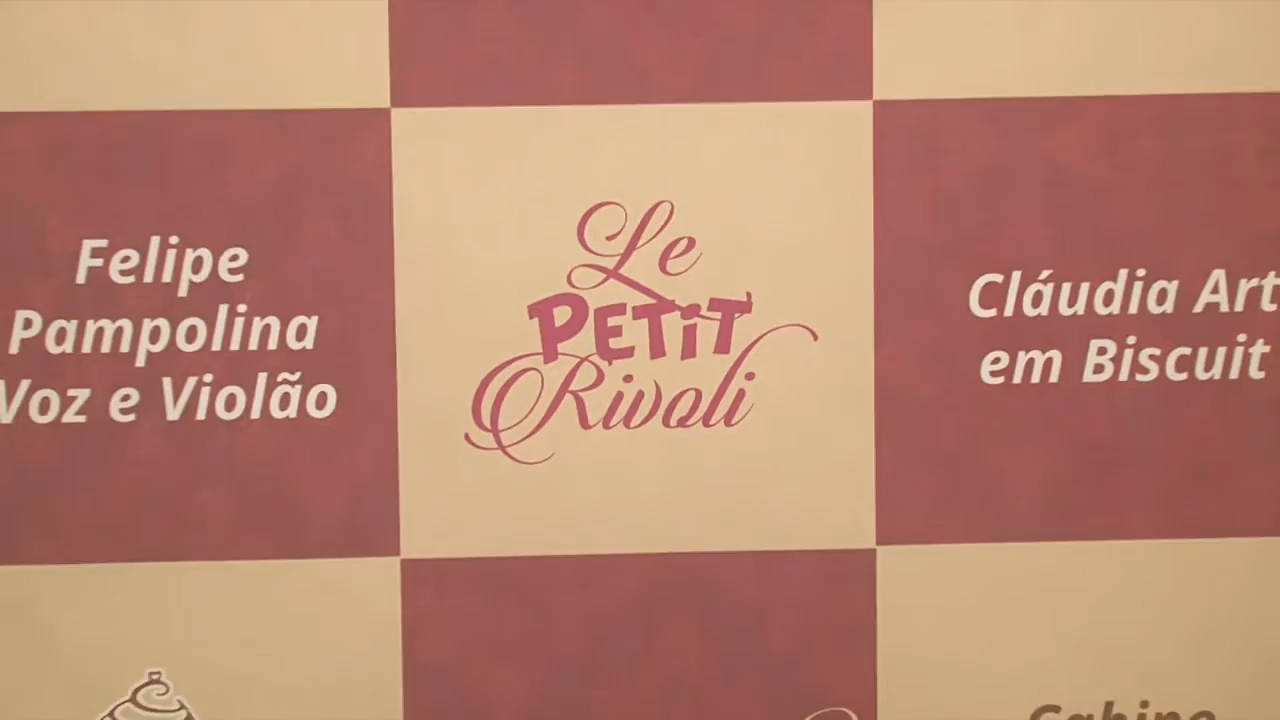 Felipe
Pampolina
Voz e Violão
Le
PETiT
Rivoli
Cláudia Art
em Biscuit